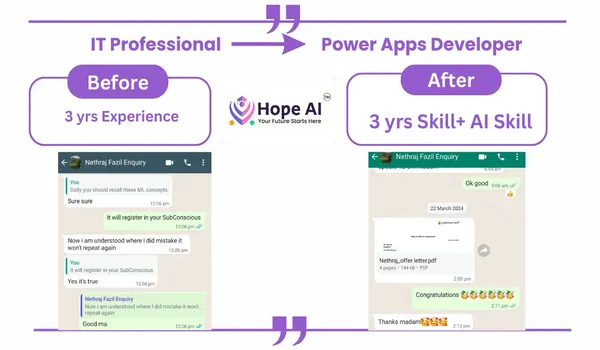 IT Professional
Power Apps Developer
Before
3 yrs Experience
Hope AI
TM
Your Future Starts Here
After
3 yrs Skill+ AI Skill
Nethraj Fazil Enquiry
You
Daily you should recall these ML concepts
Sure sure
12:06 pm
It will register in your SubConscious
12:06 pm
Now i am understood where I did mistake it
won't repeat again
12:06 pm
You
It will register in your SubConscious
Yes it's true
12:06 pm
Nethraj Fazil Enquiry
Now i am understood where I did mistake it won't
repeat again
Good ma.
12:06 pm
Nethraj Fazil Enquiry
Ok good
9:06 am
22 March 2024
Nethraj_offer letter.pdf
4 pages • 144 kB • PDF
2:00 pm
Congratulations 🥳🥳🥳🥳🥳🥳
2:11 pm
Thanks madam🥰🥰🥰
2:13 pm